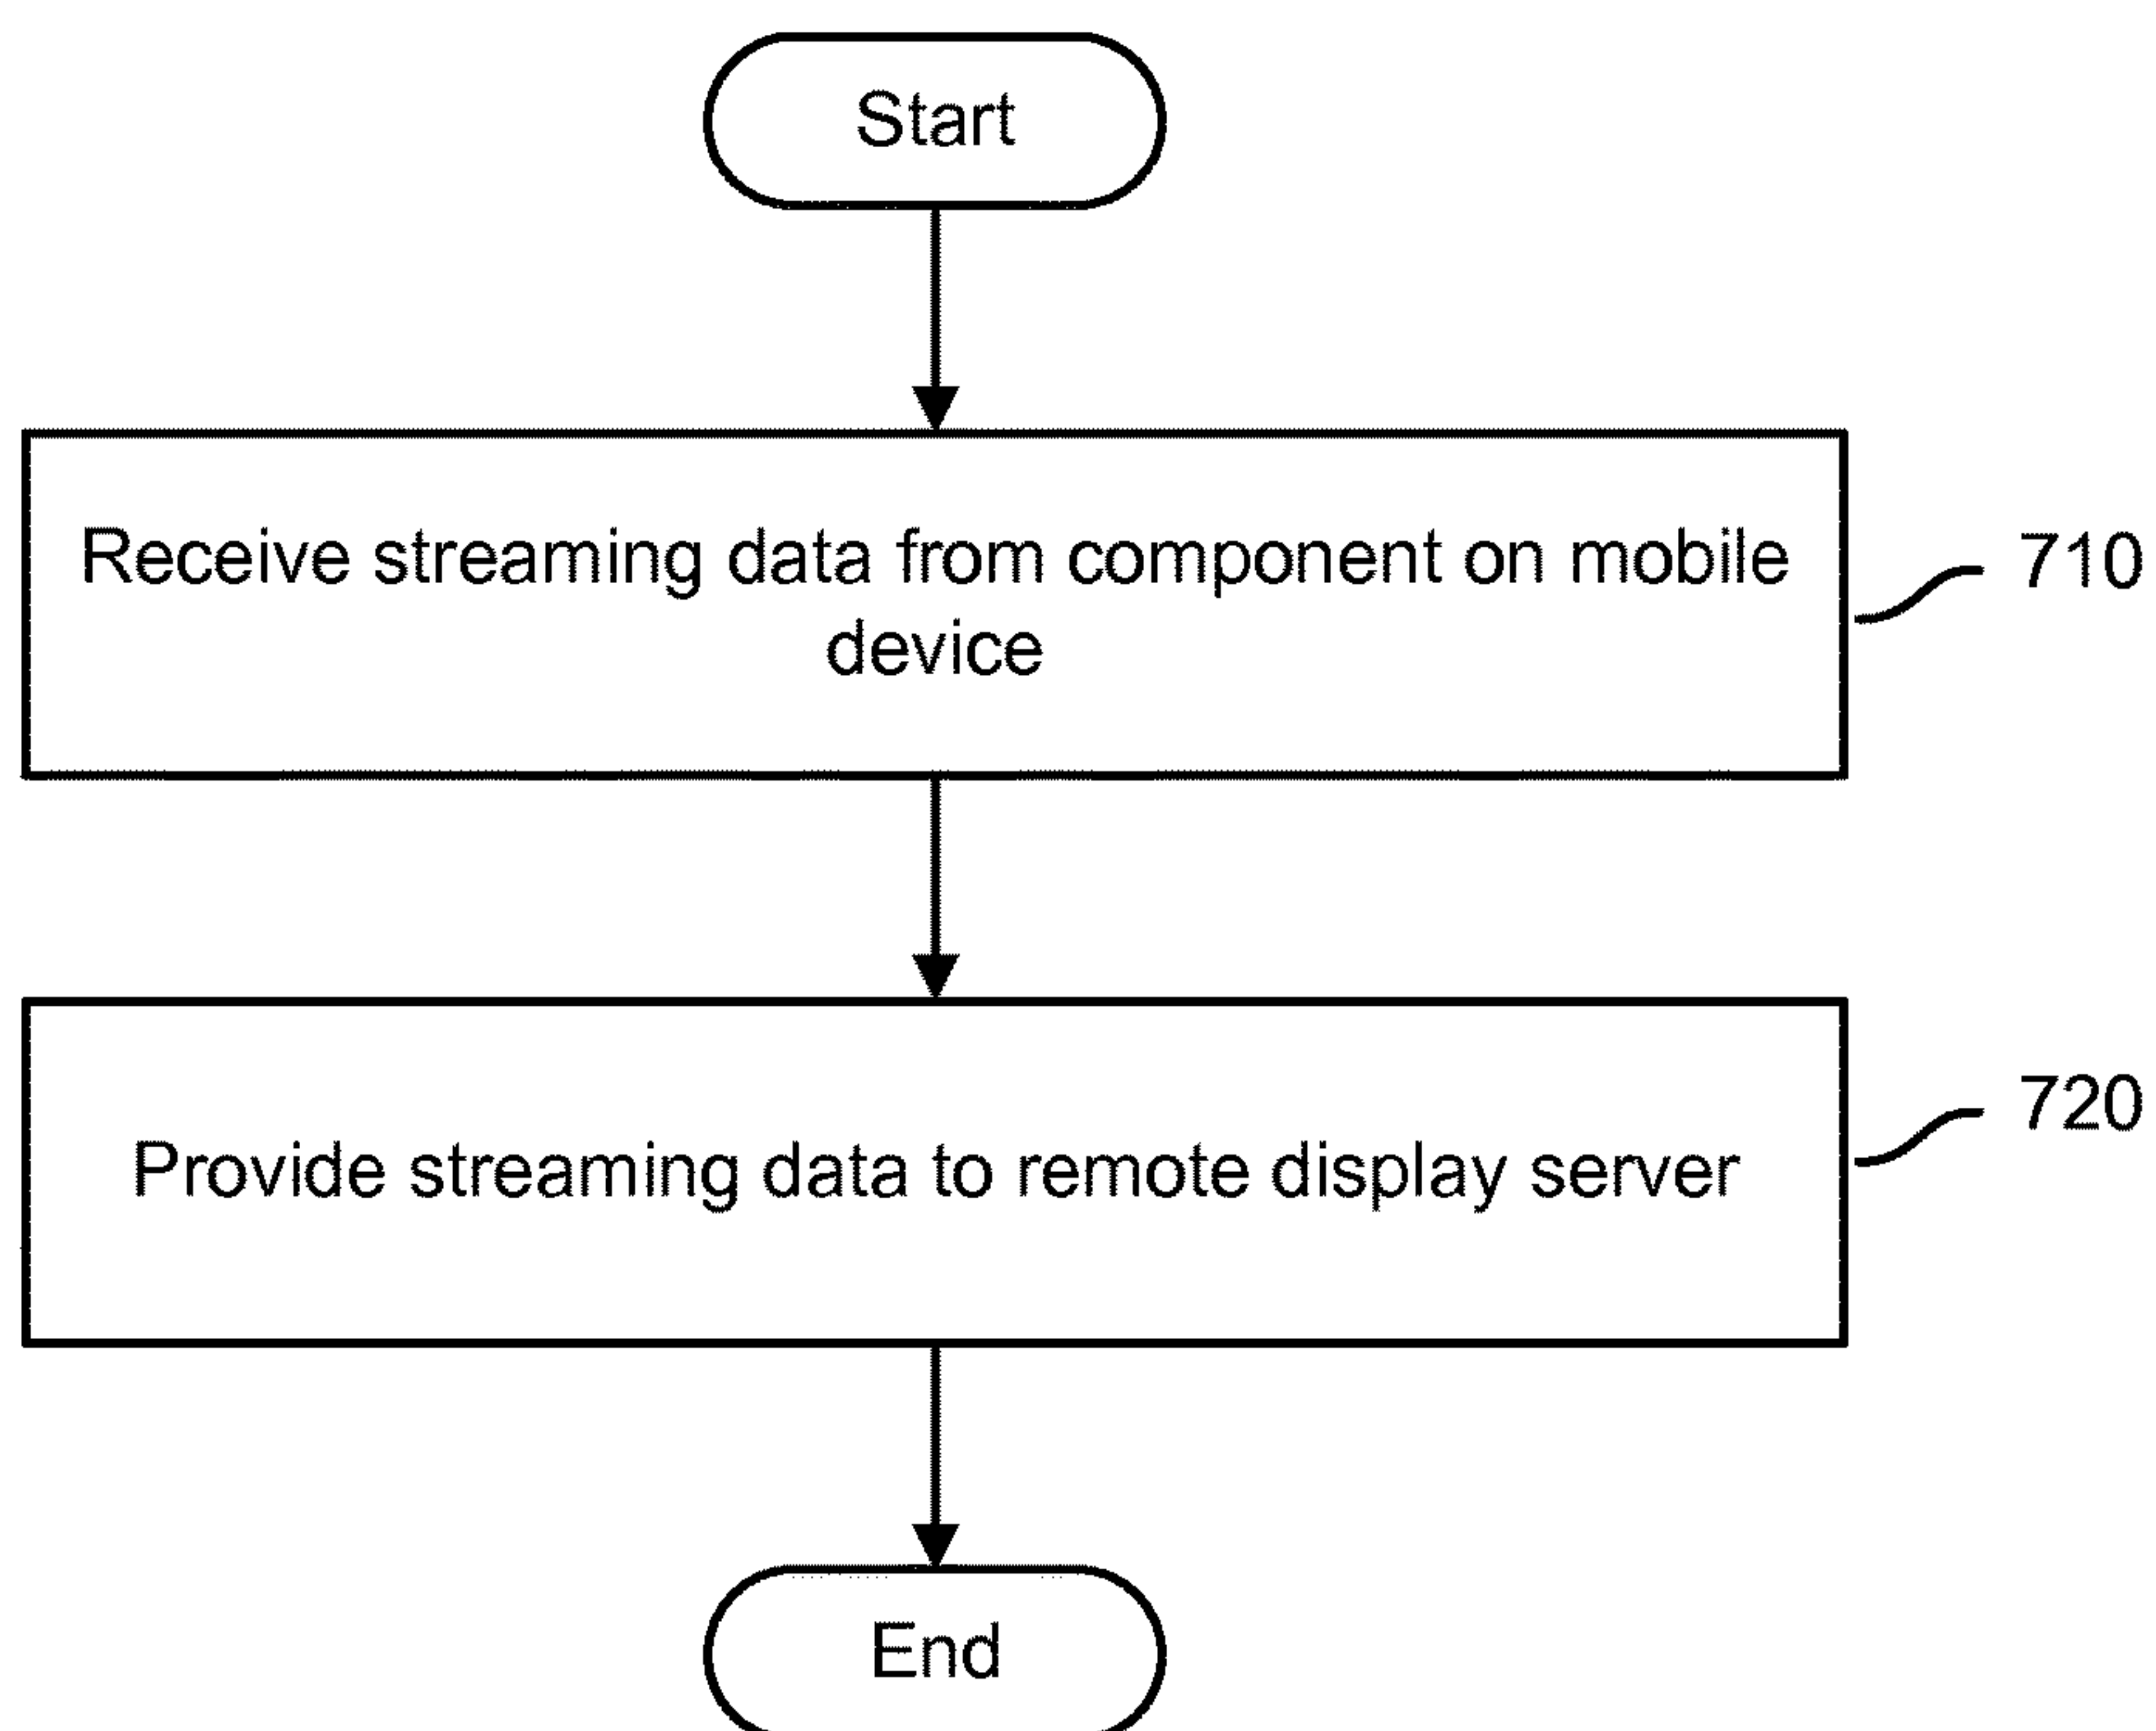 Start
Receive streaming data from component on mobile
device
710
Provide streaming data to remote display server
720
End